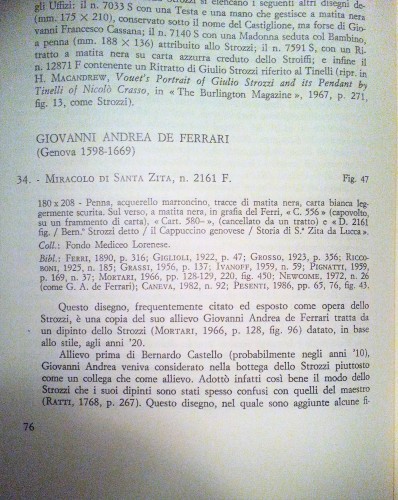 Strozzi si elencano i seguenti altri disegni de-
gli Uffizi: il n. 7033 S con una Testa e una mano che gestisce a matita nera
(mm. 175 × 210), conservato sotto il nome del Castiglione, ma forse di Gio-
vanni Francesco Cassana; il n. 7140 S con una Madonna seduta col Bambino,
a penna (mm. 188 × 136) attribuito allo Strozzi; il n. 7591 S, con un Ri-
tratto a matita nera su carta azzurra creduto dello Stroiffi; e infine il
n. 12871 F contenente un Ritratto di Giulio Strozzi riferito al Tinelli (ripr. in
H. MACANDREW, Vouet's Portrait of Giulio Strozzi and its Pendant by
Tinelli of Nicolò Crasso, in « The Burlington Magazine », 1967, p. 271,
fig. 13, come Strozzi).
GIOVANNI ANDREA DE FERRARI
(Genova 1598-1669)
34. - MIRACOLO DI SANTA ZITA, n. 2161 F. Fig. 47
180 x 208 - Penna, acquerello marroncino, tracce di matita nera, carta bianca leg-
germente scurita. Sul verso, a matita nera, in grafia del Ferri, « C. 556 » (capovolto,
su un frammento di carta), « Cart. 580– », (cancellato da un tratto) e « D. 2161
fig. / Bern.º Strozzi detto / il Cappuccino genovese / Storia di S.ª Zita da Lucca ».
Coll.: Fondo Mediceo Lorenese.
Bibl.: FERRI, 1890, p. 316; GIGLIOLI, 1922, p. 47; GROSSO, 1923, p. 356; RICCO-
BONI, 1925, n. 185; GRASSI, 1956, p. 137; IVANOFF, 1959, n. 59; PIGNATTI, 1959,
p. 169, n. 37; MORTARI, 1966, pp. 128-129, 220, fig. 450; NEWCOME, 1972, n. 26
(come G. A. de Ferrari); CANEVA, 1982, n. 92; PESENTI, 1986, pp. 65, 76, fig. 43.
Questo disegno, frequentemente citato ed esposto come opera dello
Strozzi, è una copia del suo allievo Giovanni Andrea de Ferrari tratta da
un dipinto dello Strozzi (MORTARI, 1966, p. 128, fig. 96) datato, in base
allo stile, agli anni '20.
Allievo prima di Bernardo Castello (probabilmente negli anni '10),
Giovanni Andrea veniva considerato nella bottega dello Strozzi piuttosto
come un collega che come allievo. Adottò infatti così bene il modo dello
Strozzi che i suoi dipinti sono stati spesso confusi con quelli del maestro
(RATTI, 1768, p. 267). Questo disegno, nel quale sono aggiunte alcune fi-
76